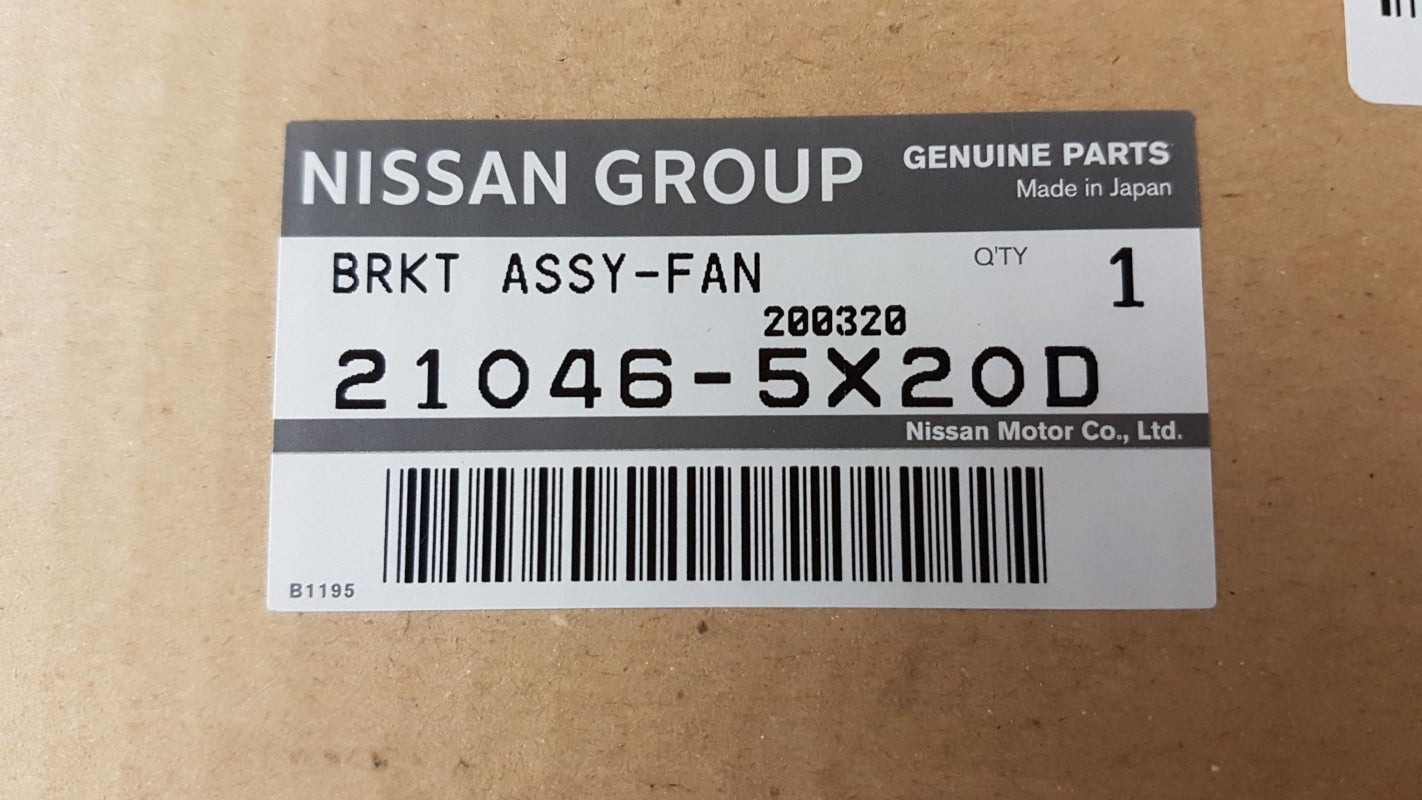 NISSAN GROUP
GENUINE PARTS
Made in Japan
BRKT ASSY-FAN
Q'TY 1
200320
21046-5X20D
Nissan Motor Co., Ltd.
B1195